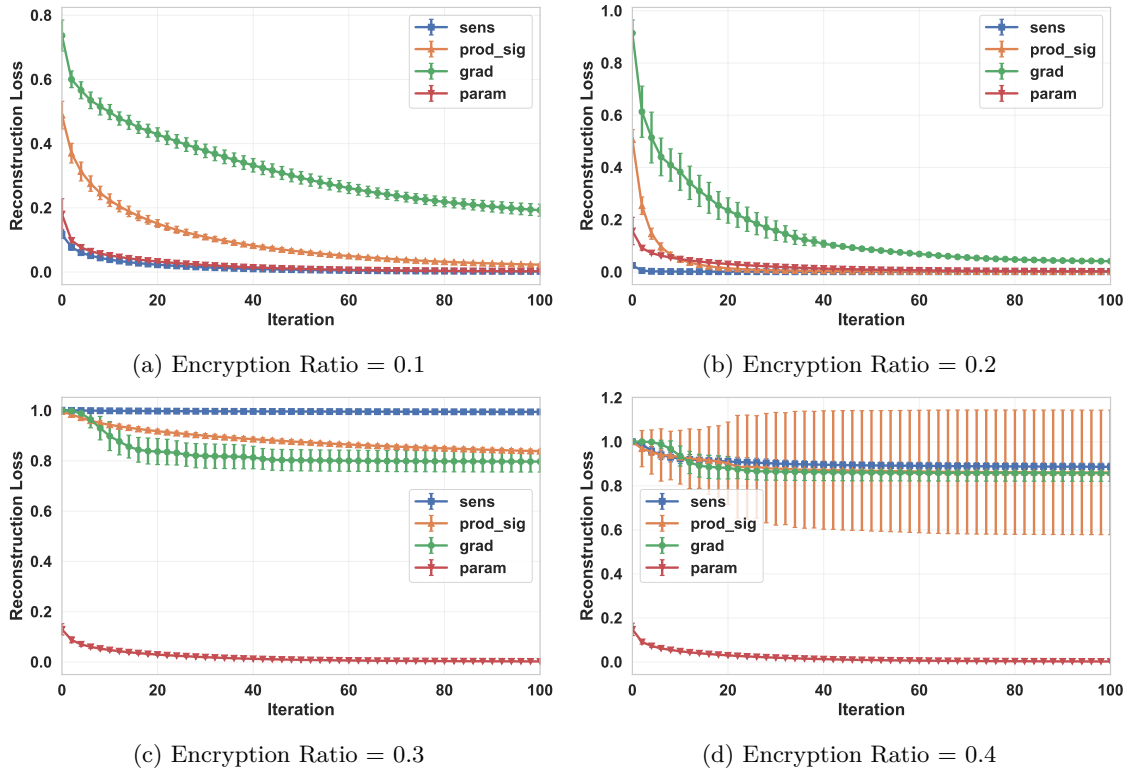 0.8
0.6
0.4
0.2
0.0
Reconstruction Loss
sens
prod_sig
grad
param
0 20 40 60 80 100
Iteration
(a) Encryption Ratio = 0.1
1.0
0.8
0.6
0.4
0.2
0.0
Reconstruction Loss
sens
prod_sig
grad
param
0 20 40 60 80 100
Iteration
(b) Encryption Ratio = 0.2
1.0
0.8
0.6
0.4
0.2
0.0
Reconstruction Loss
sens
prod_sig
grad
param
0 20 40 60 80 100
Iteration
(c) Encryption Ratio = 0.3
1.2
1.0
0.8
0.6
0.4
0.2
0.0
Reconstruction Loss
sens
prod_sig
grad
param
0 20 40 60 80 100
Iteration
(d) Encryption Ratio = 0.4